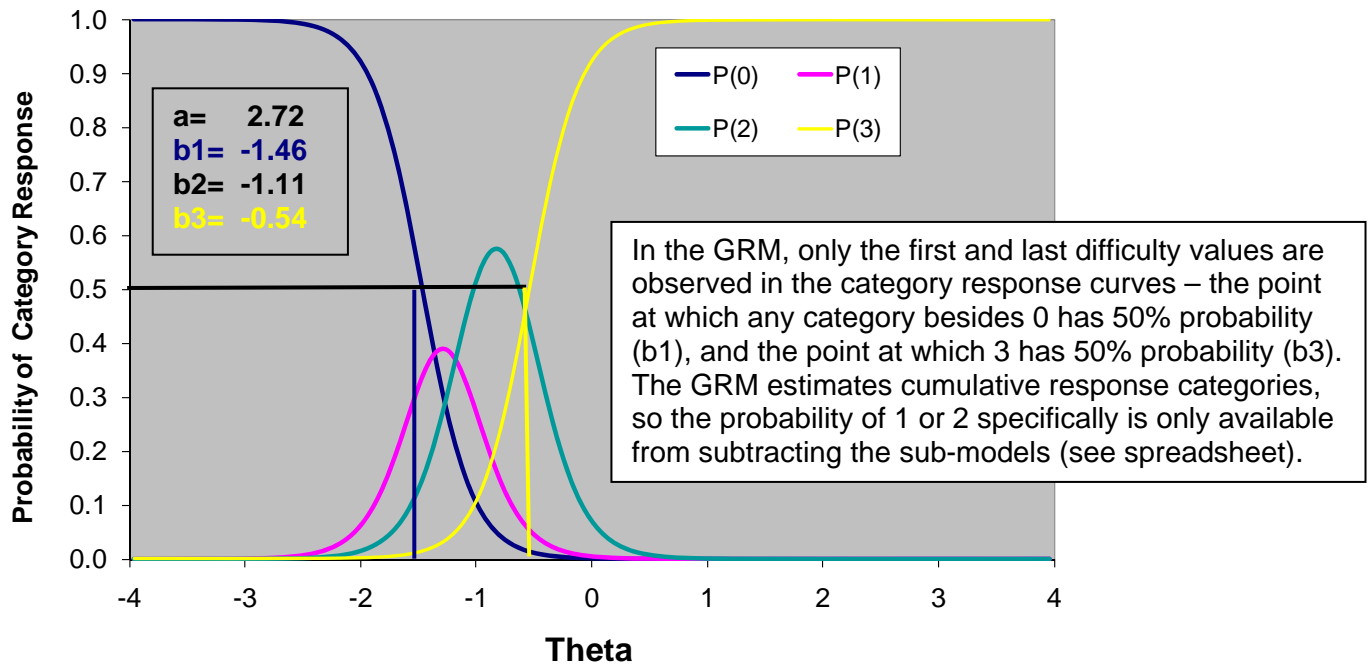 1.0
0.9
0.8
0.7
0.6
0.5
0.4
0.3
0.2
0.1
0.0
Probability of Category Response
a= 2.72
b1= -1.46
b2= -1.11
b3= -0.54
P(0) P(1)
P(2) P(3)
In the GRM, only the first and last difficulty values are
observed in the category response curves – the point
at which any category besides 0 has 50% probability
(b1), and the point at which 3 has 50% probability (b3).
The GRM estimates cumulative response categories,
so the probability of 1 or 2 specifically is only available
from subtracting the sub-models (see spreadsheet).
-4 -3 -2 -1 0 1 2 3 4
Theta